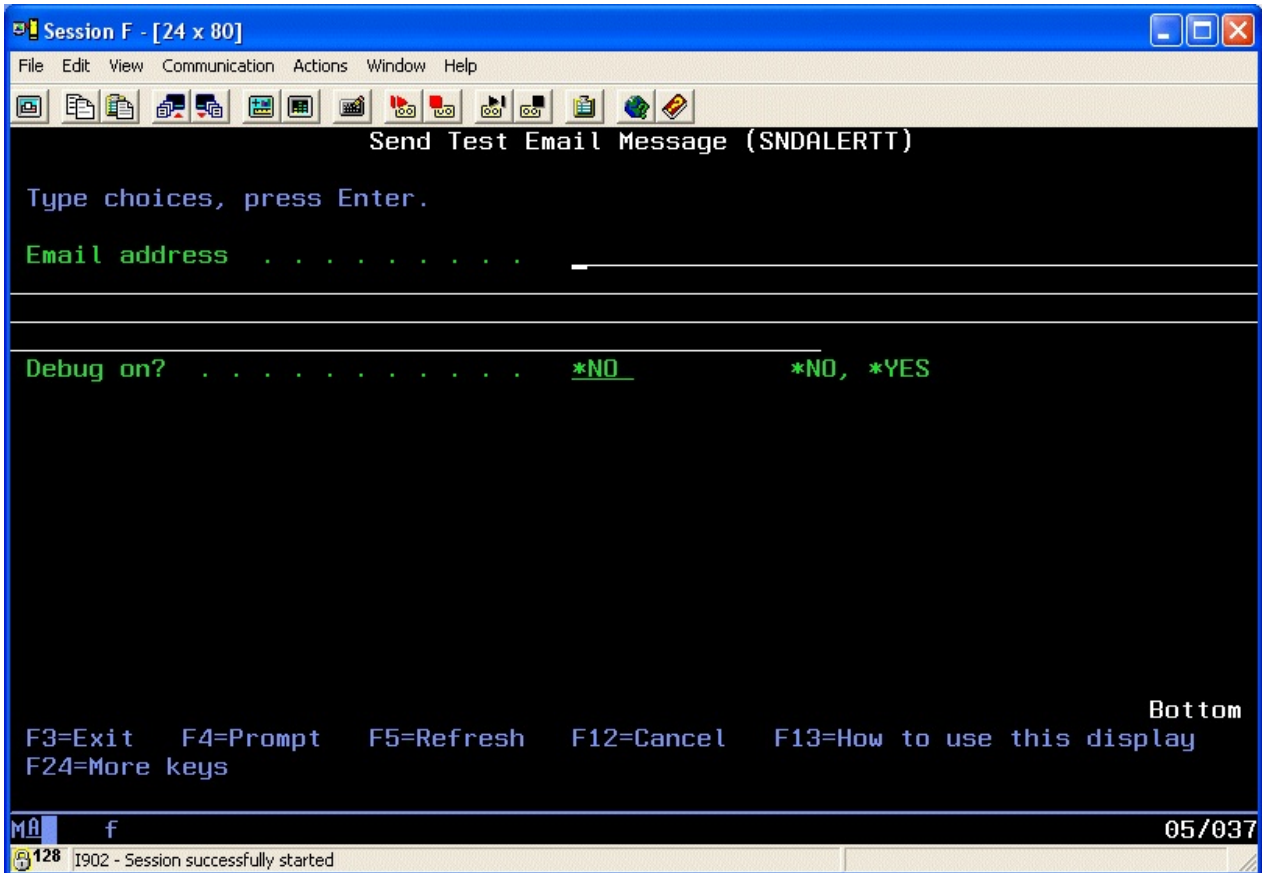 Session F - [24 x 80]
File Edit View Communication Actions Window Help
Send Test Email Message (SNDALERTT)
Type choices, press Enter.
Email address . . . . . . . . .
Debug on? . . . . . . . . . . . *NO *NO, *YES
Bottom
F3=Exit F4=Prompt F5=Refresh F12=Cancel F13=How to use this display
F24=More keys
MA f 05/037
128 I902 - Session successfully started